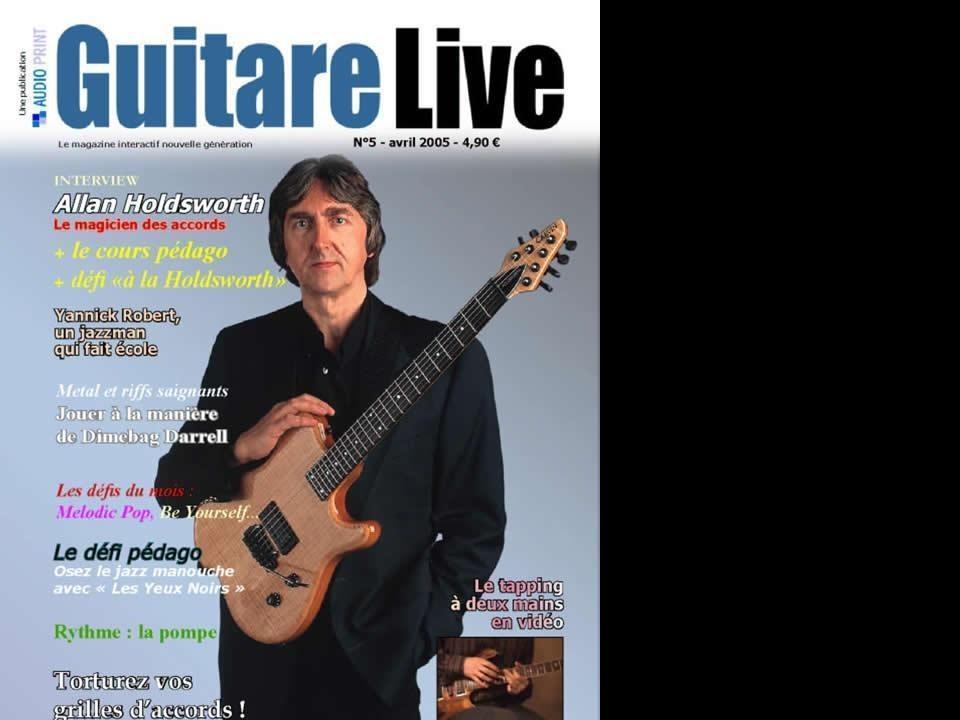 Une publication
AUDIO PRINT
Guitare Live
Le magazine interactif nouvelle génération
N°5 - avril 2005 - 4,90 €
INTERVIEW
Allan Holdsworth
Le magicien des accords
+ le cours pédago
+ défi «à la Holdsworth»
Yannick Robert,
un jazzman
qui fait école
Metal et riffs saignants
Jouer à la manière
de Dimebag Darrell
Les défis du mois :
Melodic Pop, Be Yourself...
Le défi pédago
Osez le jazz manouche
avec « Les Yeux Noirs »
Rythme : la pompe
Torturez vos
grilles d'accords !
Le tapping
à deux mains
en vidéo